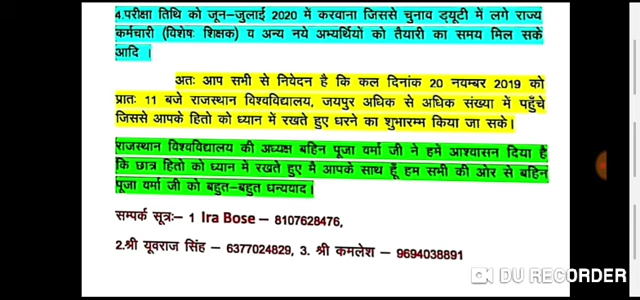 4.परीक्षा तिथि को जून–जुलाई 2020 में करवाना जिससे चुनाव ड्यूटी में लगे राज्य
कर्मचारी (विशेषः शिक्षक) व अन्य नये अभ्यर्थियों को तैयारी का समय मिल सके
आदि ।
अतः आप सभी से निवेदन है कि कल दिनांक 20 नवम्बर 2019 को
प्रातः 11 बजे राजस्थान विश्वविद्यालय, जयपुर अधिक से अधिक संख्या में पहुँचे
जिससे आपके हितो को ध्यान में रखते हुए धरने का शुभारम्भ किया जा सके।
राजस्थान विश्वविद्यालय की अध्यक्ष बहिन पूजा वर्मा जी ने हमें आश्वासन दिया है
कि छात्र हितो को ध्यान में रखते हुए मै आपके साथ हूँ हम सभी की ओर से बहिन
पूजा वर्मा जी को बहुत–बहुत धन्यवाद।
सम्पर्क सूत्रः– 1 Ira Bose – 8107628476,
2.श्री यूवराज सिंह – 6377024829, 3. श्री कमलेश – 9694038891
DU RECORDER